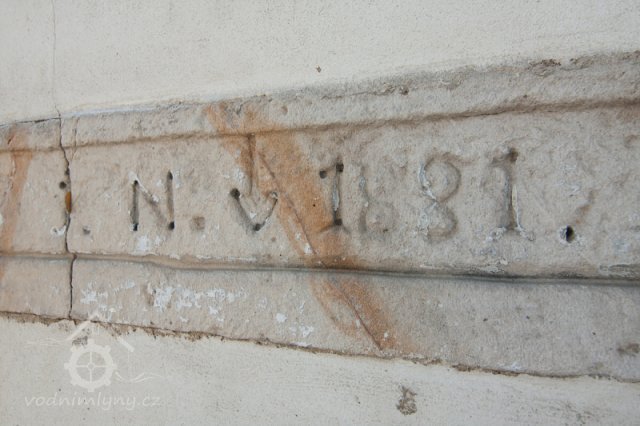 I. N. v 1881.
vodnimlyny.cz